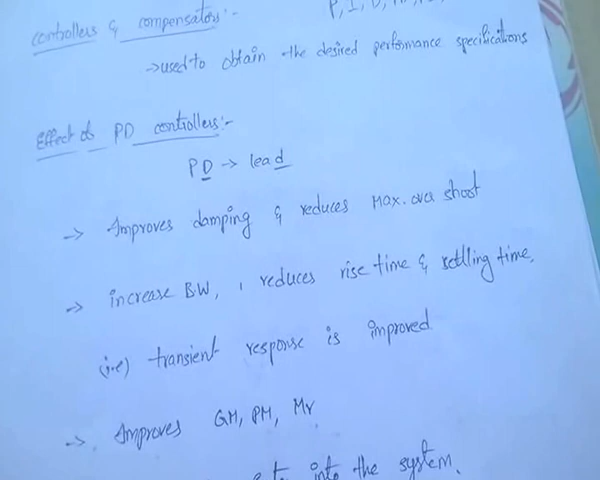 controllers & compensators:-
P, I, D,
→ used to obtain the desired performance specifications
Effect of PD controllers:-
PD → lead
→ Improves damping & reduces Max. over shoot
→ increase BW, , reduces rise time & settling time.
(i.e) transient response is improved
→ Improves GM, PM, Mr
into the system.